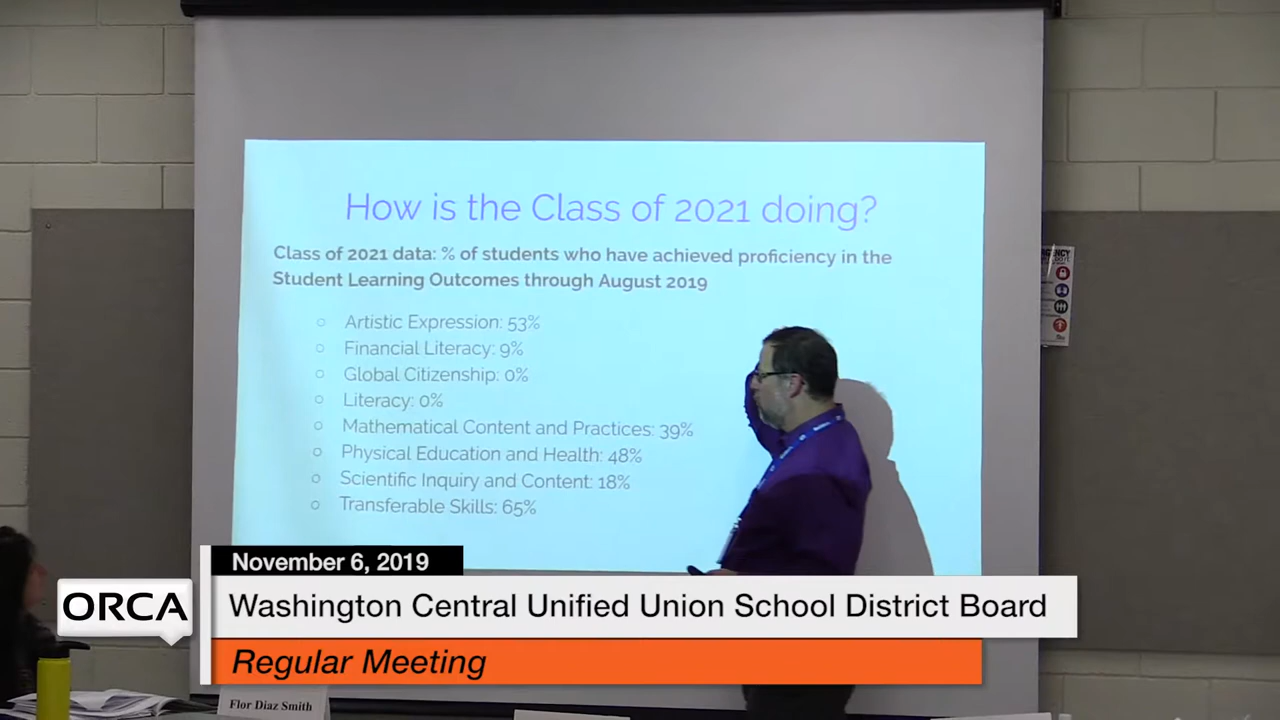 How is the Class of 2021 doing?
Class of 2021 data: % of students who have achieved proficiency in the
Student Learning Outcomes through August 2019
Artistic Expression: 53%
Financial Literacy: 9%
Global Citizenship: 0%
Literacy: 0%
Mathematical Content and Practices: 39%
Physical Education and Health: 48%
Scientific Inquiry and Content: 18%
Transferable Skills: 65%
November 6, 2019
ORCA
Washington Central Unified Union School District Board
Regular Meeting
Flor Diaz Smith